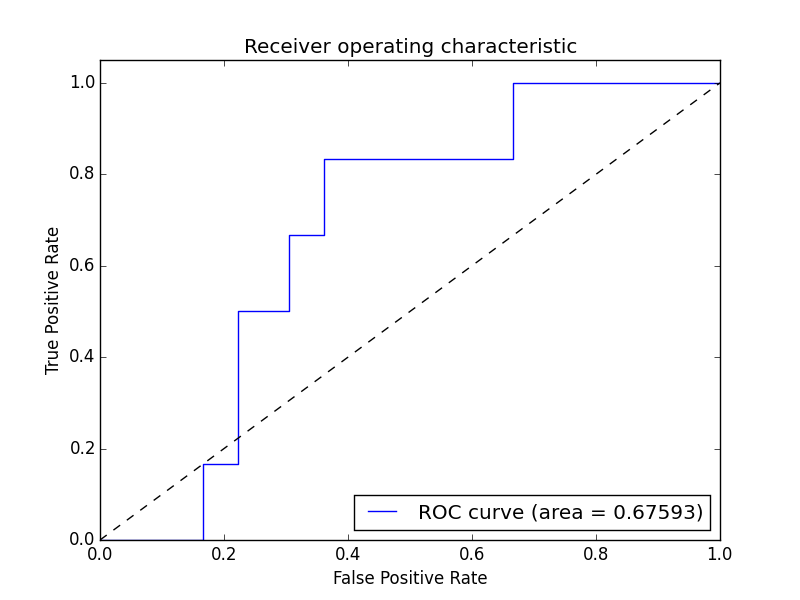 Receiver operating characteristic
1.0
0.8
0.6
0.4
0.2
0.0
True Positive Rate
ROC curve (area = 0.67593)
0.0 0.2 0.4 0.6 0.8 1.0
False Positive Rate